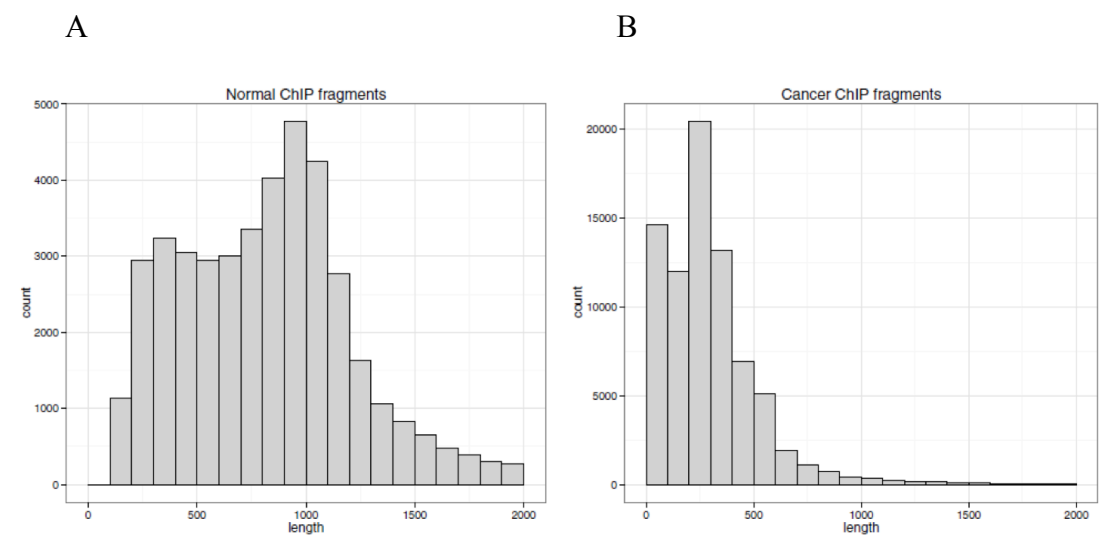 A
B
Normal ChIP fragments
5000
4000
3000
2000
1000
0
count
0 500 1000 1500 2000
length
Cancer ChIP fragments
20000
15000
10000
5000
0
count
0 500 1000 1500 2000
length